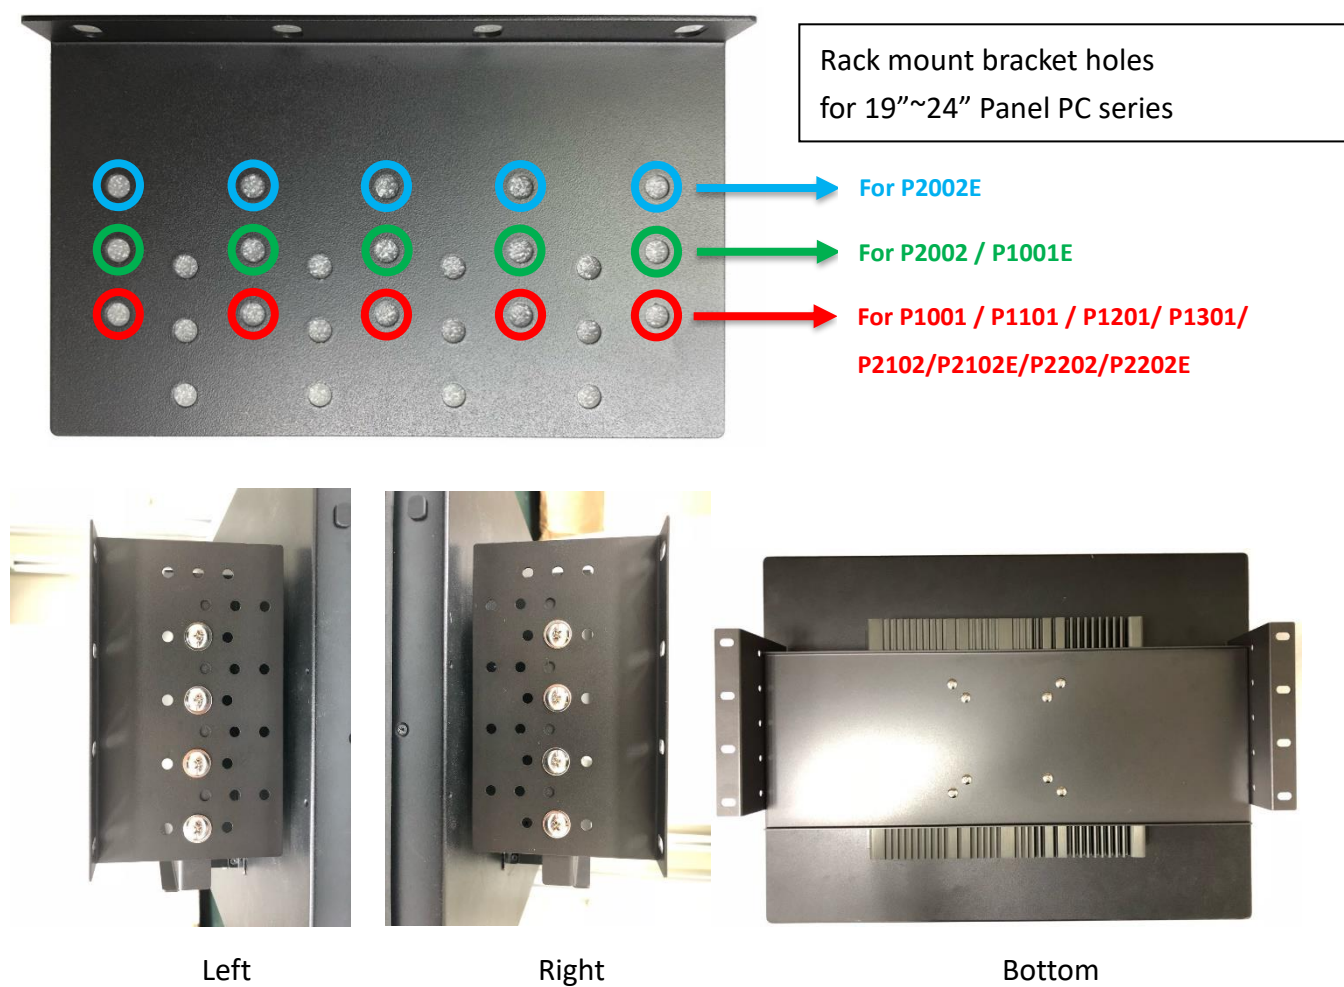 Rack mount bracket holes
for 19”~24” Panel PC series
For P2002E
For P2002 / P1001E
For P1001 / P1101 / P1201/ P1301/
P2102/P2102E/P2202/P2202E
Left
Right
Bottom